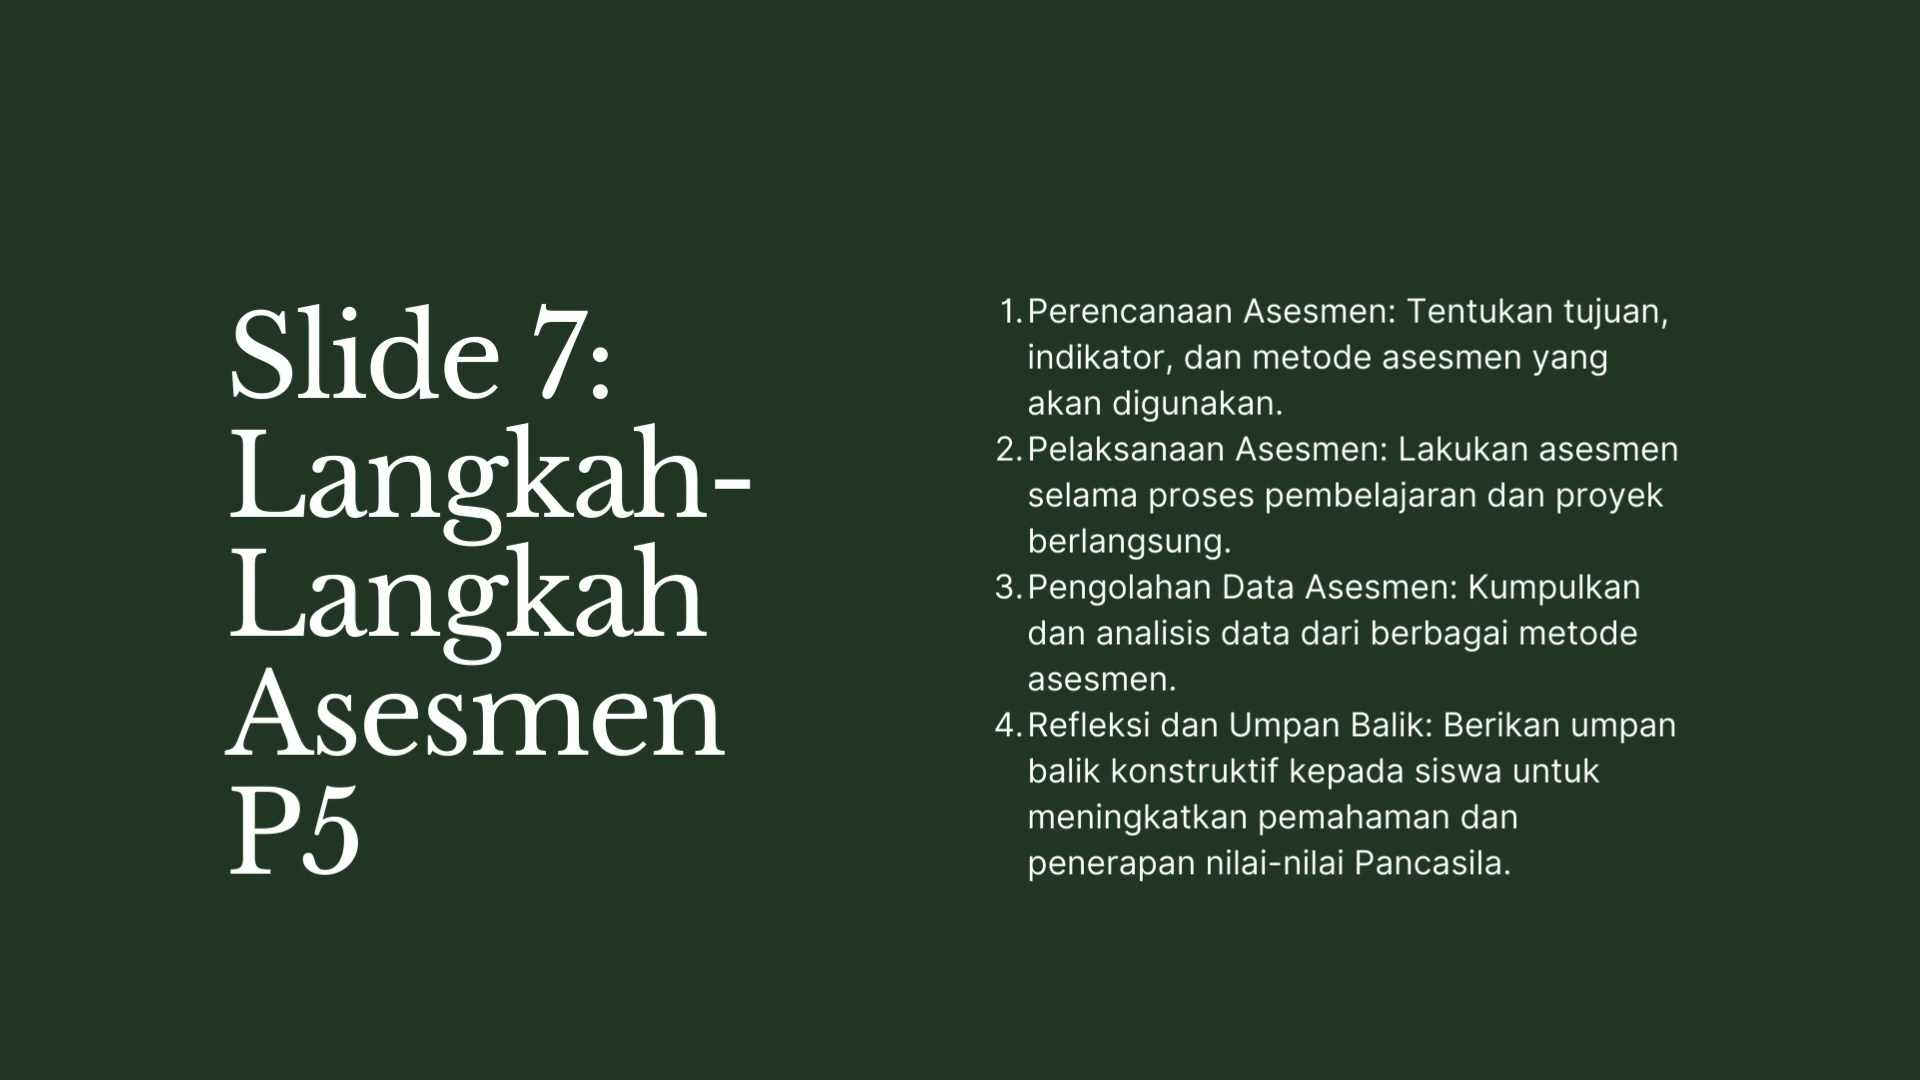 Slide 7:
Langkah-
Langkah
Asesmen
P5
1. Perencanaan Asesmen: Tentukan tujuan,
indikator, dan metode asesmen yang
akan digunakan.
2. Pelaksanaan Asesmen: Lakukan asesmen
selama proses pembelajaran dan proyek
berlangsung.
3. Pengolahan Data Asesmen: Kumpulkan
dan analisis data dari berbagai metode
asesmen.
4. Refleksi dan Umpan Balik: Berikan umpan
balik konstruktif kepada siswa untuk
meningkatkan pemahaman dan
penerapan nilai-nilai Pancasila.